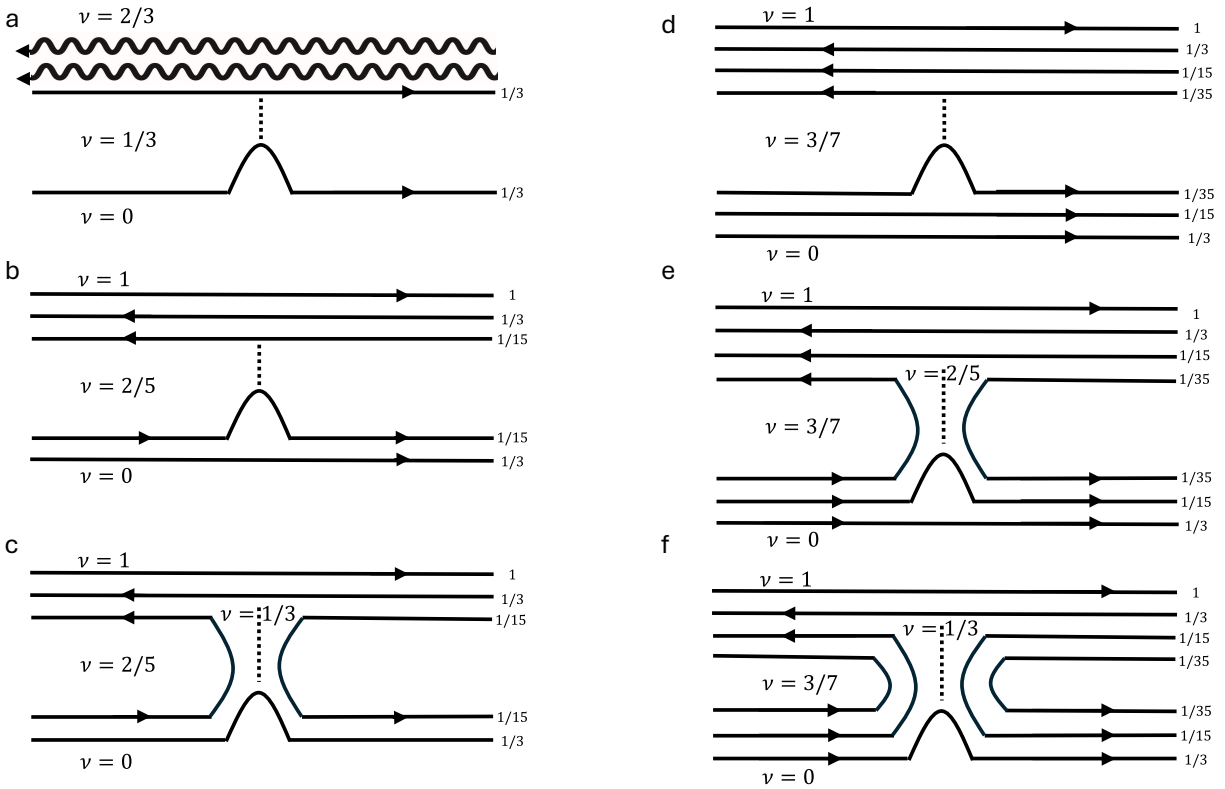 a
ν = 2/3
1/3
ν = 1/3
1/3
ν = 0
b
ν = 1
1
1/3
1/15
ν = 2/5
1/15
1/3
ν = 0
c
ν = 1
1
1/3
ν = 1/3
1/15
ν = 2/5
1/15
1/3
ν = 0
d
ν = 1
1
1/3
1/15
1/35
ν = 3/7
1/35
1/15
1/3
ν = 0
e
ν = 1
1
1/3
1/15
ν = 2/5
1/35
ν = 3/7
1/35
1/15
1/3
ν = 0
f
ν = 1
1
1/3
ν = 1/3
1/15
1/35
ν = 3/7
1/35
1/15
1/3
ν = 0